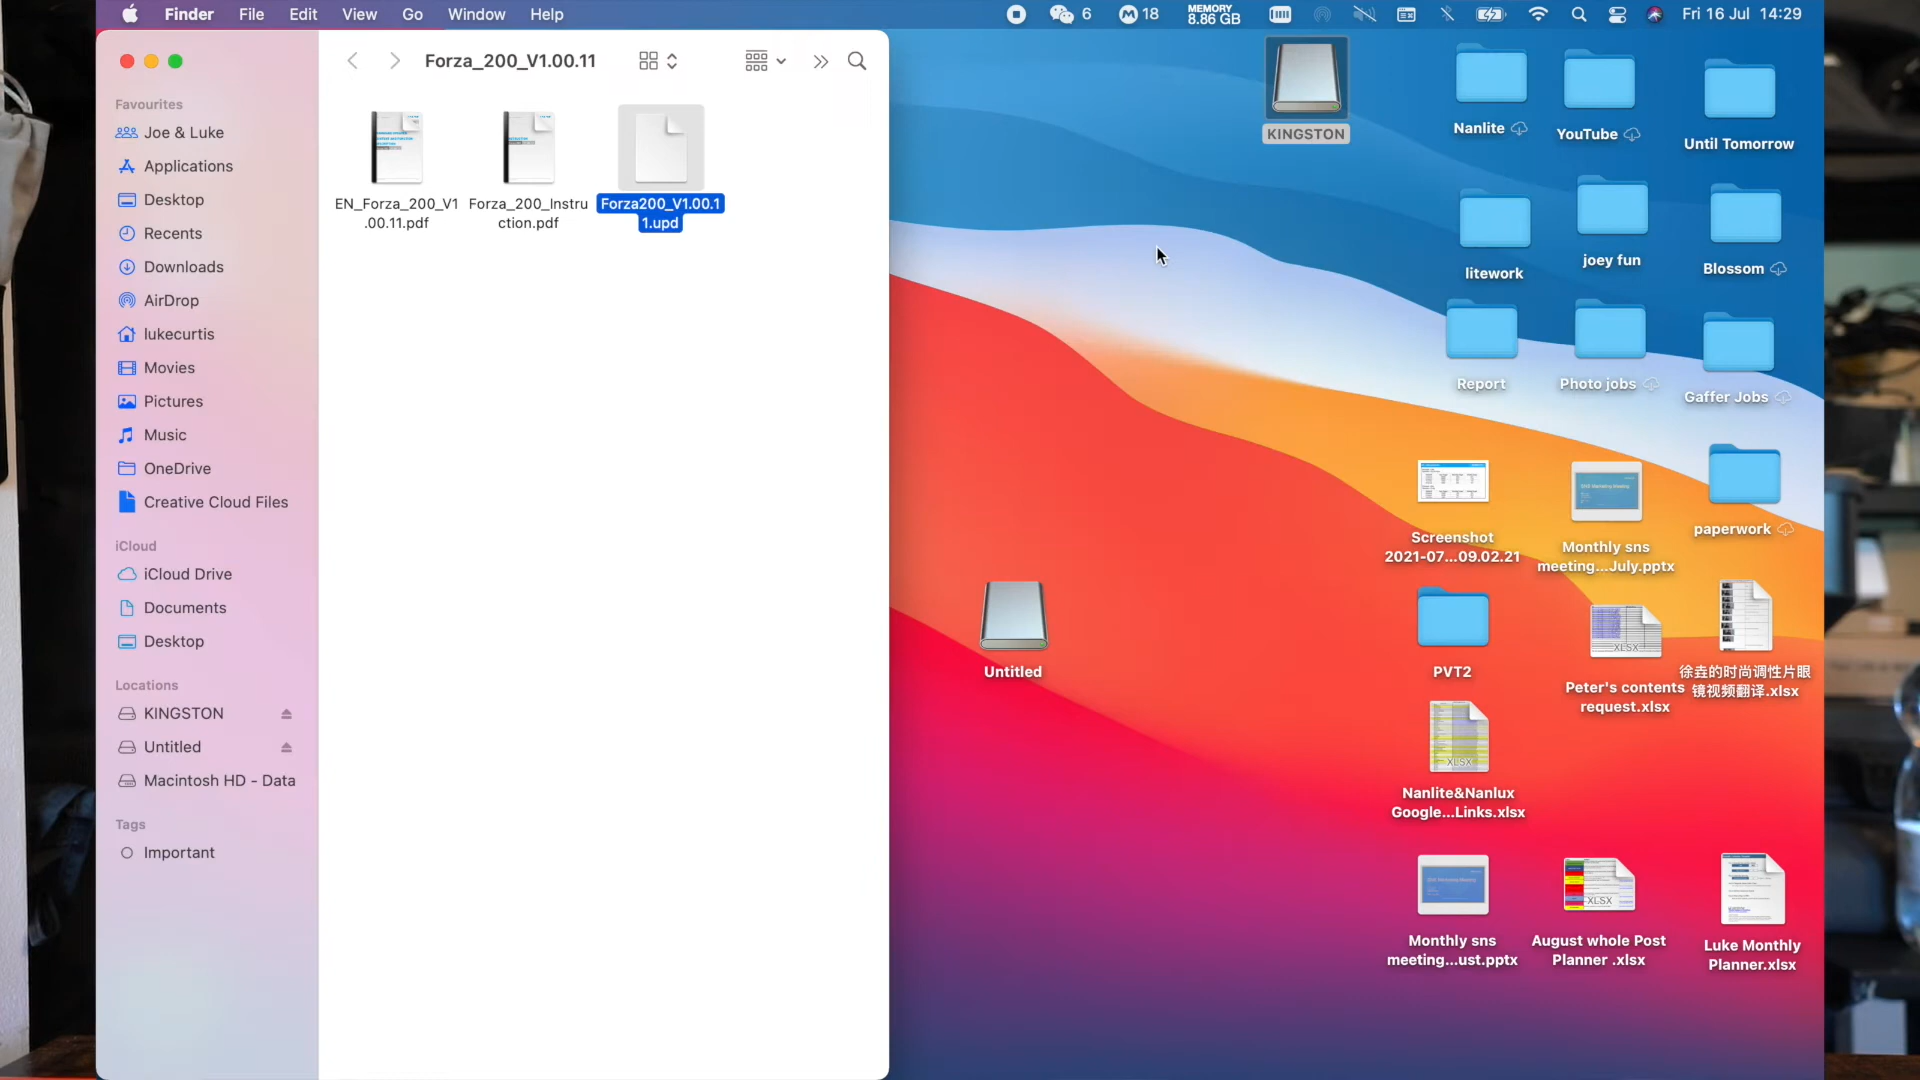 Finder File Edit View Go Window Help
6
18
MEMORY
8.86 GB
Fri 16 Jul 14:29
Forza_200_V1.00.11
Favourites
Joe & Luke
Applications
Desktop
Recents
Downloads
AirDrop
lukecurtis
Movies
Pictures
Music
OneDrive
Creative Cloud Files
iCloud
iCloud Drive
Documents
Desktop
Locations
KINGSTON
Untitled
Macintosh HD - Data
Tags
Important
EN_Forza_200_V1
.00.11.pdf
Forza_200_Instru
ction.pdf
Forza200_V1.00.1
1.upd
KINGSTON
Nanlite
YouTube
Until Tomorrow
litework
joey fun
Blossom
Report
Photo jobs
Gaffer Jobs
Screenshot
2021-07...09.02.21
Monthly sns
meeting...July.pptx
paperwork
Untitled
PVT2
XLSX
Peter's contents
request.xlsx
徐垚的时尚调性片眼
镜视频翻译.xlsx
XLSX
Nanlite&Nanlux
Google...Links.xlsx
Monthly sns
meeting...ust.pptx
XLSX
August whole Post
Planner .xlsx
Luke Monthly
Planner.xlsx